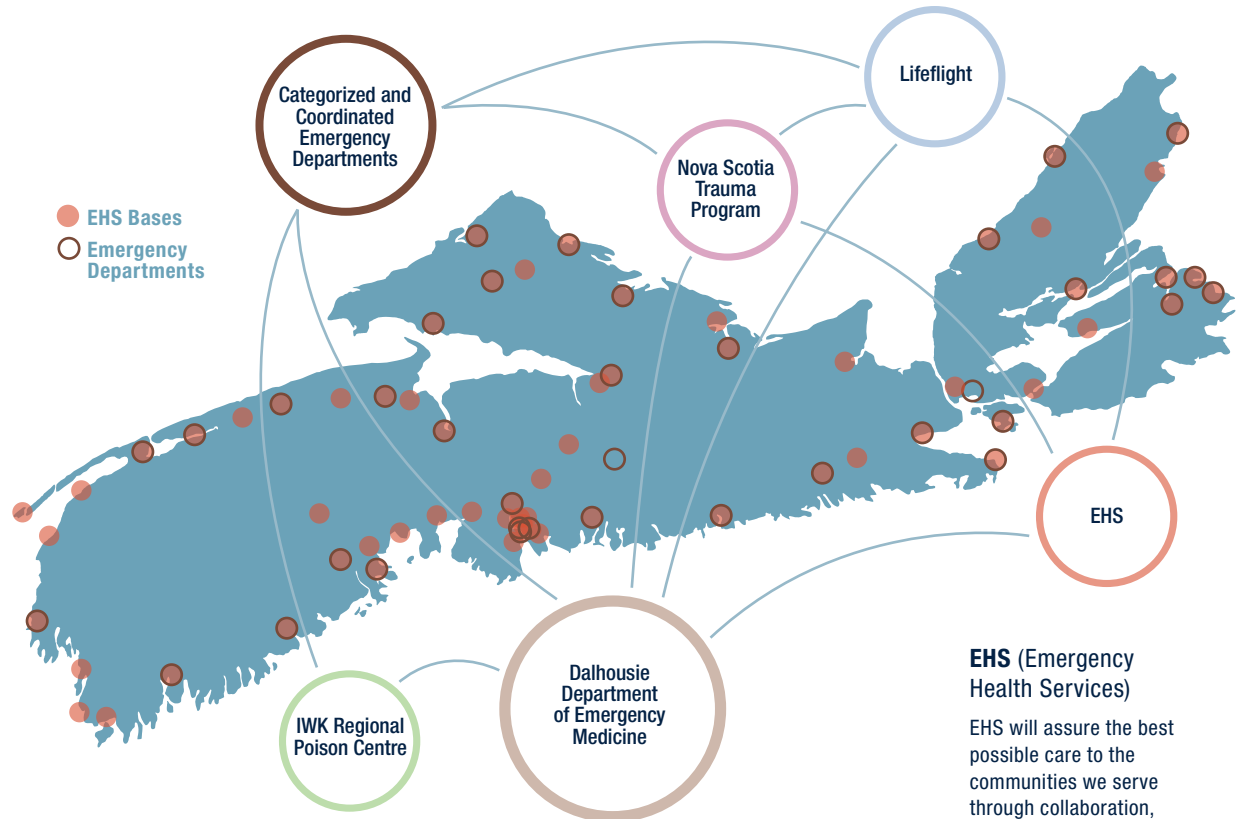 Categorized and
Coordinated
Emergency
Departments
Lifeflight
Nova Scotia
Trauma
Program
EHS Bases
Emergency
Departments
EHS
Dalhousie
Department
of Emergency
Medicine
IWK Regional
Poison Centre
EHS (Emergency
Health Services)
EHS will assure the best
possible care to the
communities we serve
through collaboration,